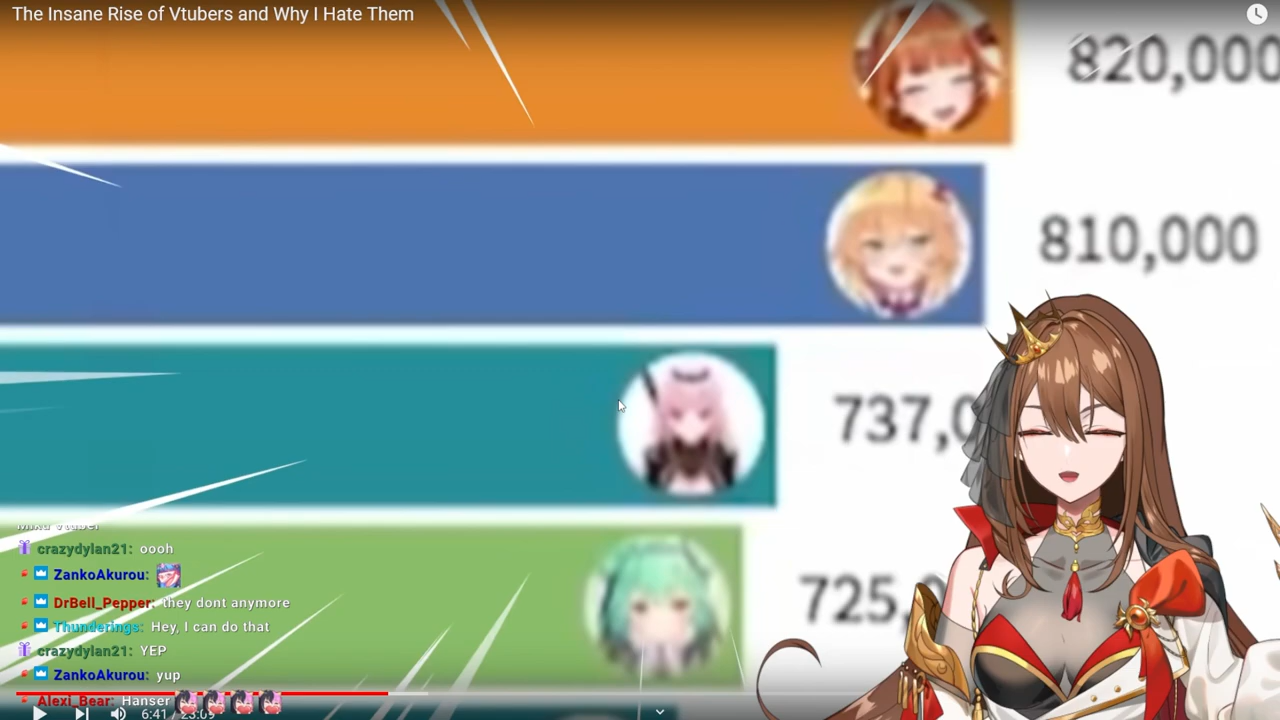 The Insane Rise of Vtubers and Why I Hate Them
820,000
810,000
737,0
725,
crazydylan21: oooh
ZankoAkurou:
DrBell_Pepper: they dont anymore
Thunderings: Hey, I can do that
crazydylan21: YEP
ZankoAkurou: yup
Alexi_Bear: Hanser
6:41 / 23:09